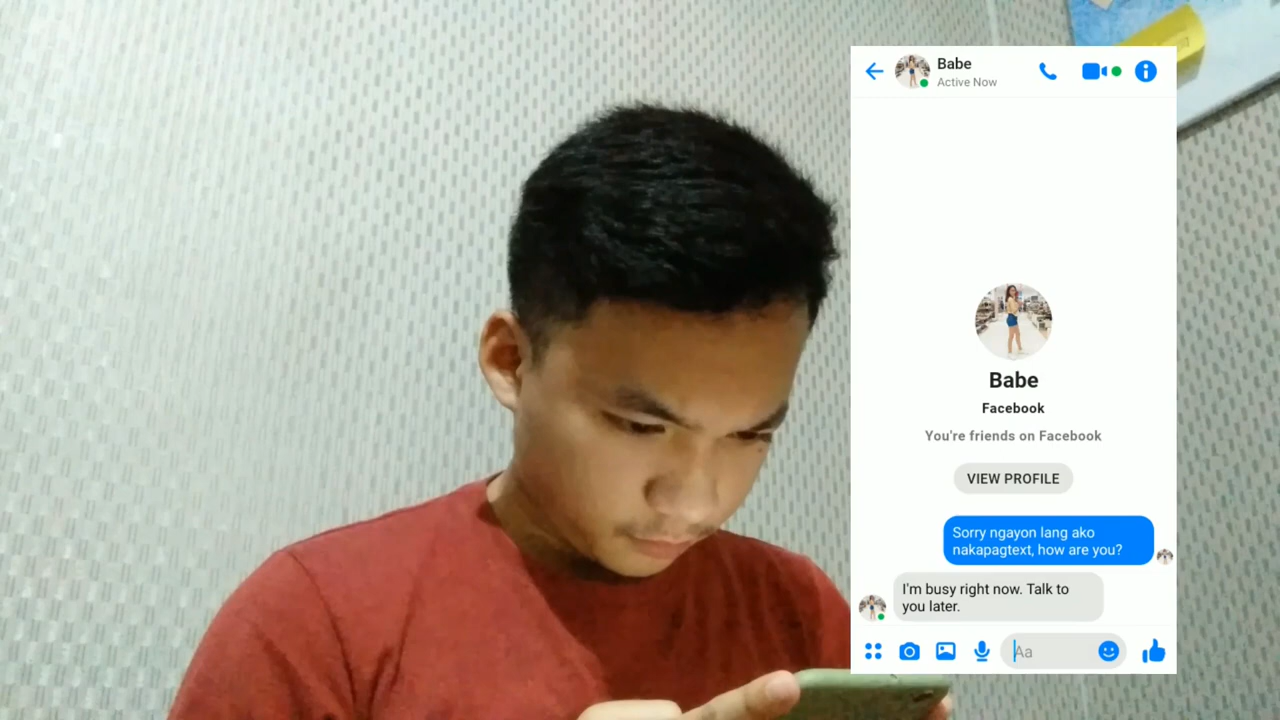 Babe
Active Now
Babe
Facebook
You're friends on Facebook
VIEW PROFILE
Sorry ngayon lang ako
nakapagtext, how are you?
I'm busy right now. Talk to
you later.
Aa